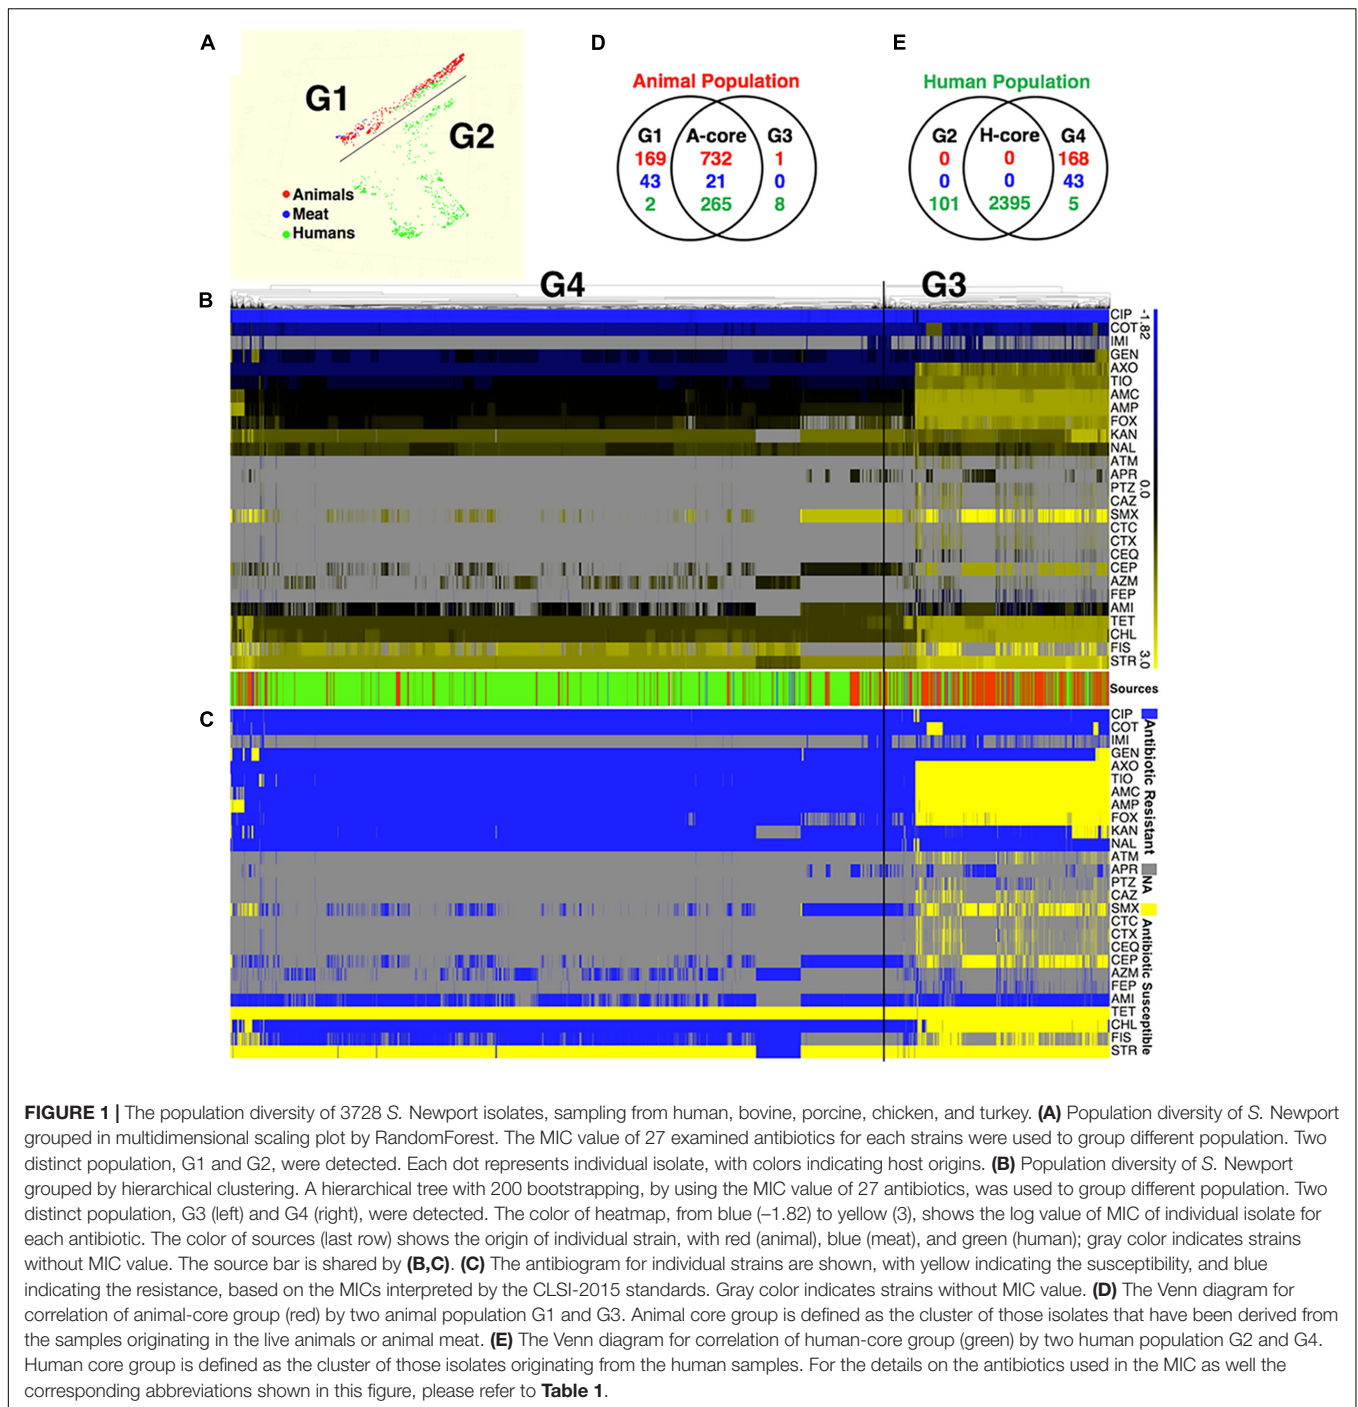 A
G1
G2
Animals
Meat
Humans
D
Animal Population
G1 A-core G3
169 732 1
43 21 0
2 265 8
E
Human Population
G2 H-core G4
0 0 168
0 0 43
101 2395 5
B
G4 G3
CIP
COT
IMI
GEN
AXO
TIO
AMC
AMP
FOX
KAN
NAL
ATM
APR
PTZ
CAZ
SMX
CTC
CTX
CEQ
CEP
AZM
FEP
AMI
TET
CHL
FIS
STR
-1.82
0.0
3.0
Sources
C
CIP
COT
IMI
GEN
AXO
TIO
AMC
AMP
FOX
KAN
NAL
ATM
APR
PTZ
CAZ
SMX
CTC
CTX
CEQ
CEP
AZM
FEP
AMI
TET
CHL
FIS
STR
Antibiotic Resistant
NA
Antibiotic Susceptible
FIGURE 1 | The population diversity of 3728 S. Newport isolates, sampling from human, bovine, porcine, chicken, and turkey. (A) Population diversity of S. Newport
grouped in multidimensional scaling plot by RandomForest. The MIC value of 27 examined antibiotics for each strains were used to group different population. Two
distinct population, G1 and G2, were detected. Each dot represents individual isolate, with colors indicating host origins. (B) Population diversity of S. Newport
grouped by hierarchical clustering. A hierarchical tree with 200 bootstrapping, by using the MIC value of 27 antibiotics, was used to group different population. Two
distinct population, G3 (left) and G4 (right), were detected. The color of heatmap, from blue (–1.82) to yellow (3), shows the log value of MIC of individual isolate for
each antibiotic. The color of sources (last row) shows the origin of individual strain, with red (animal), blue (meat), and green (human); gray color indicates strains
without MIC value. The source bar is shared by (B,C). (C) The antibiogram for individual strains are shown, with yellow indicating the susceptibility, and blue
indicating the resistance, based on the MICs interpreted by the CLSI-2015 standards. Gray color indicates strains without MIC value. (D) The Venn diagram for
correlation of animal-core group (red) by two animal population G1 and G3. Animal core group is defined as the cluster of those isolates that have been derived from
the samples originating in the live animals or animal meat. (E) The Venn diagram for correlation of human-core group (green) by two human population G2 and G4.
Human core group is defined as the cluster of those isolates originating from the human samples. For the details on the antibiotics used in the MIC as well the
corresponding abbreviations shown in this figure, please refer to Table 1.